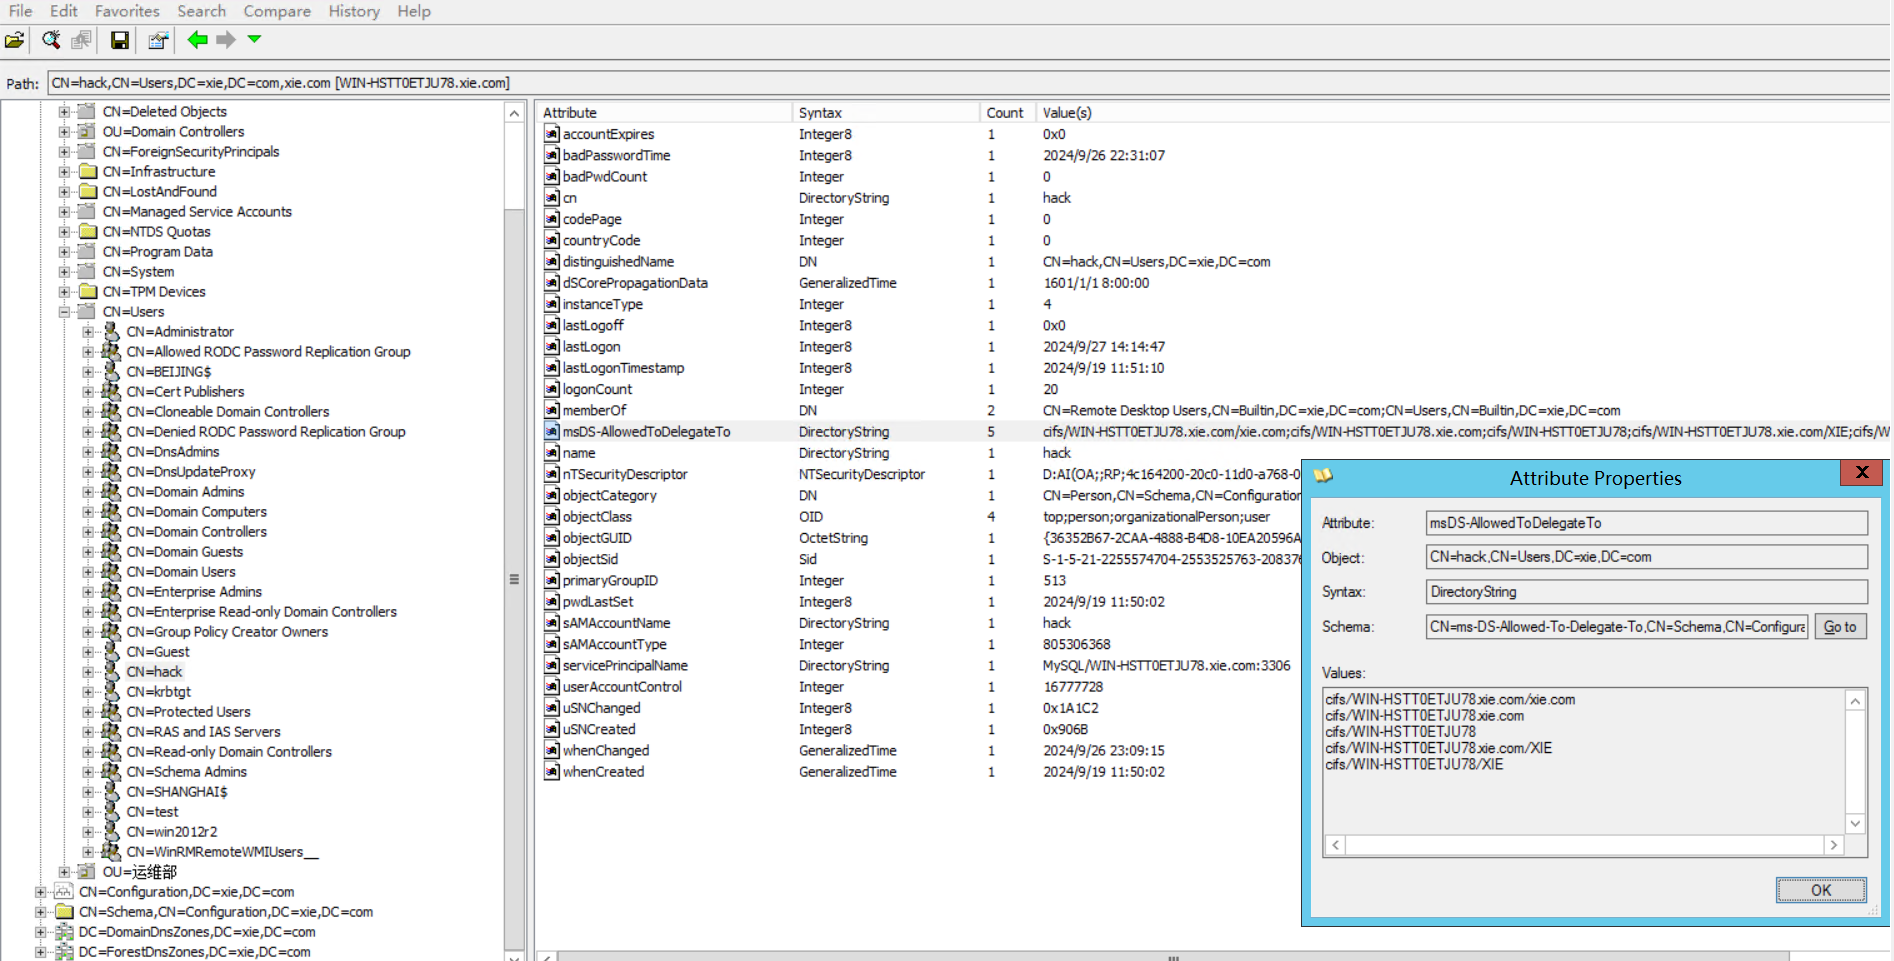 File Edit Favorites Search Compare History Help
Path: CN=hack,CN=Users,DC=xie,DC=com,xie.com [WIN-HSTT0ETJU78.xie.com]
CN=Deleted Objects
OU=Domain Controllers
CN=ForeignSecurityPrincipals
CN=Infrastructure
CN=LostAndFound
CN=Managed Service Accounts
CN=NTDS Quotas
CN=Program Data
CN=System
CN=TPM Devices
CN=Users
CN=Administrator
CN=Allowed RODC Password Replication Group
CN=BEIJING$
CN=Cert Publishers
CN=Cloneable Domain Controllers
CN=Denied RODC Password Replication Group
CN=DnsAdmins
CN=DnsUpdateProxy
CN=Domain Admins
CN=Domain Computers
CN=Domain Controllers
CN=Domain Guests
CN=Domain Users
CN=Enterprise Admins
CN=Enterprise Read-only Domain Controllers
CN=Group Policy Creator Owners
CN=Guest
CN=hack
CN=krbtgt
CN=Protected Users
CN=RAS and IAS Servers
CN=Read-only Domain Controllers
CN=Schema Admins
CN=SHANGHAI$
CN=test
CN=win2012r2
CN=WinRMRemoteWMIUsers__
OU=运维部
CN=Configuration,DC=xie,DC=com
CN=Schema,CN=Configuration,DC=xie,DC=com
DC=DomainDnsZones,DC=xie,DC=com
DC=ForestDnsZones,DC=xie,DC=com
Attribute Syntax Count Value(s)
accountExpires Integer8 1 0x0
badPasswordTime Integer8 1 2024/9/26 22:31:07
badPwdCount Integer 1 0
cn DirectoryString 1 hack
codePage Integer 1 0
countryCode Integer 1 0
distinguishedName DN 1 CN=hack,CN=Users,DC=xie,DC=com
dSCorePropagationData GeneralizedTime 1 1601/1/1 8:00:00
instanceType Integer 1 4
lastLogoff Integer8 1 0x0
lastLogon Integer8 1 2024/9/27 14:14:47
lastLogonTimestamp Integer8 1 2024/9/19 11:51:10
logonCount Integer 1 20
memberOf DN 2 CN=Remote Desktop Users,CN=Builtin,DC=xie,DC=com;CN=Users,CN=Builtin,DC=xie,DC=com
msDS-AllowedToDelegateTo DirectoryString 5 cifs/WIN-HSTT0ETJU78.xie.com/xie.com;cifs/WIN-HSTT0ETJU78.xie.com;cifs/WIN-HSTT0ETJU78;cifs/WIN-HSTT0ETJU78.xie.com/XIE;cifs/W
name DirectoryString 1 hack
nTSecurityDescriptor NTSecurityDescriptor 1 D:AI(OA;;RP;4c164200-20c0-11d0-a768-0
objectCategory DN 1 CN=Person,CN=Schema,CN=Configuration
objectClass OID 4 top;person;organizationalPerson;user
objectGUID OctetString 1 {36352B67-2CAA-4888-B4D8-10EA20596A
objectSid Sid 1 S-1-5-21-2255574704-2553525763-208376
primaryGroupID Integer 1 513
pwdLastSet Integer8 1 2024/9/19 11:50:02
sAMAccountName DirectoryString 1 hack
sAMAccountType Integer 1 805306368
servicePrincipalName DirectoryString 1 MySQL/WIN-HSTT0ETJU78.xie.com:3306
userAccountControl Integer 1 16777728
uSNChanged Integer8 1 0x1A1C2
uSNCreated Integer8 1 0x906B
whenChanged GeneralizedTime 1 2024/9/26 23:09:15
whenCreated GeneralizedTime 1 2024/9/19 11:50:02
Attribute Properties
Attribute: msDS-AllowedToDelegateTo
Object: CN=hack,CN=Users,DC=xie,DC=com
Syntax: DirectoryString
Schema: CN=ms-DS-Allowed-To-Delegate-To,CN=Schema,CN=Configura Go to
Values:
cifs/WIN-HSTT0ETJU78.xie.com/xie.com
cifs/WIN-HSTT0ETJU78.xie.com
cifs/WIN-HSTT0ETJU78
cifs/WIN-HSTT0ETJU78.xie.com/XIE
cifs/WIN-HSTT0ETJU78/XIE
OK